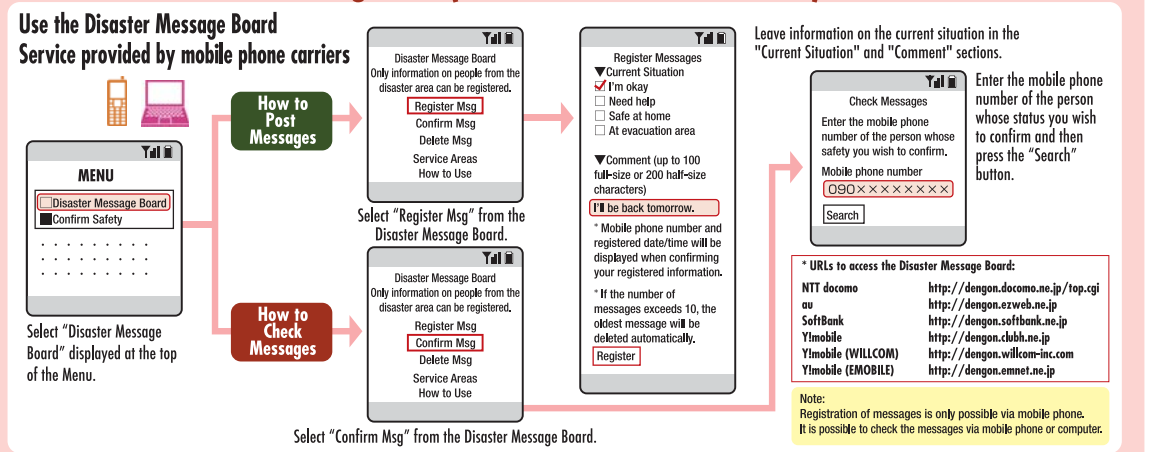 Use the Disaster Message Board
Service provided by mobile phone carriers
MENU
Disaster Message Board
Confirm Safety
Select “Disaster Message
Board” displayed at the top
of the Menu.
How to
Post
Messages
Disaster Message Board
Only information on people from the
disaster area can be registered.
Register Msg
Confirm Msg
Delete Msg
Service Areas
How to Use
Select “Register Msg” from the
Disaster Message Board.
How to
Check
Messages
Disaster Message Board
Only information on people from the
disaster area can be registered.
Register Msg
Confirm Msg
Delete Msg
Service Areas
How to Use
Select “Confirm Msg” from the Disaster Message Board.
Register Messages
▼Current Situation
I'm okay
Need help
Safe at home
At evacuation area
▼Comment (up to 100
full-size or 200 half-size
characters)
I'll be back tomorrow.
* Mobile phone number and
registered date/time will be
displayed when confirming
your registered information.
* If the number of
messages exceeds 10, the
oldest message will be
deleted automatically.
Register
Leave information on the current situation in the
"Current Situation" and "Comment" sections.
Check Messages
Enter the mobile phone
number of the person whose
safety you wish to confirm.
Mobile phone number
090××××××××
Search
Enter the mobile phone
number of the person
whose status you wish
to confirm and then
press the “Search”
button.
* URLs to access the Disaster Message Board:
NTT docomo http://dengon.docomo.ne.jp/top.cgi
au http://dengon.ezweb.ne.jp
SoftBank http://dengon.softbank.ne.jp
Y!mobile http://dengon.clubh.ne.jp
Y!mobile (WILLCOM) http://dengon.willcom-inc.com
Y!mobile (EMOBILE) http://dengon.emnet.ne.jp
Note:
Registration of messages is only possible via mobile phone.
It is possible to check the messages via mobile phone or computer.